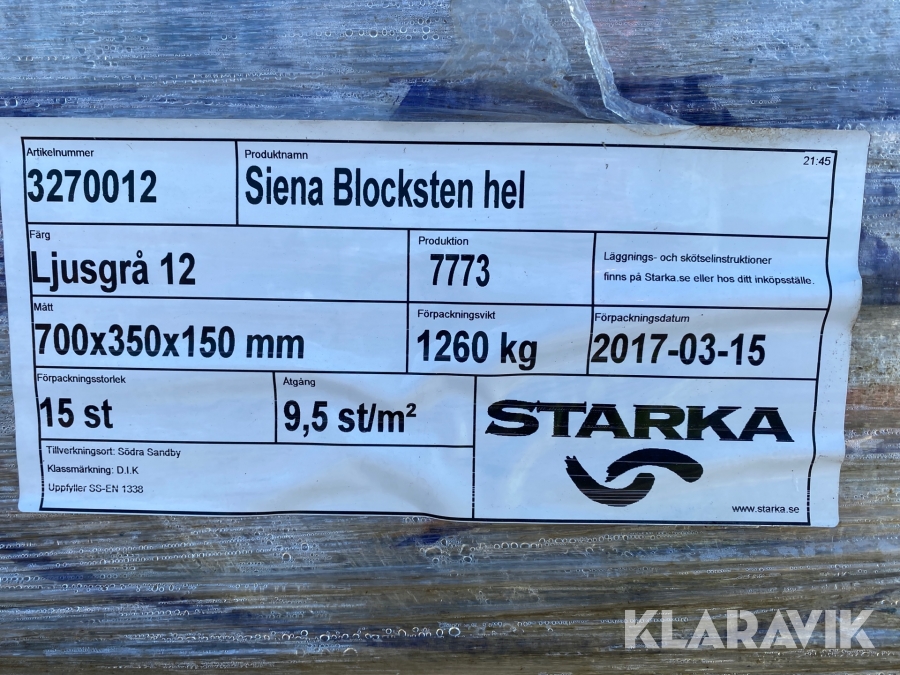 Artikelnummer
3270012
Produktnamn
21:45
Siena Blocksten hel
Färg
Ljusgrå 12
Produktion
7773
Läggnings- och skötselinstruktioner
finns på Starka.se eller hos ditt inköpsställe.
Mått
700x350x150 mm
Förpackningsvikt
1260 kg
Förpackningsdatum
2017-03-15
Förpackningsstorlek
15 st
Åtgång
9,5 st/m²
STARKA
www.starka.se
Tillverkningsort: Södra Sandby
Klassmärkning: D.I.K
Uppfyller SS-EN 1338
KLARAVIK